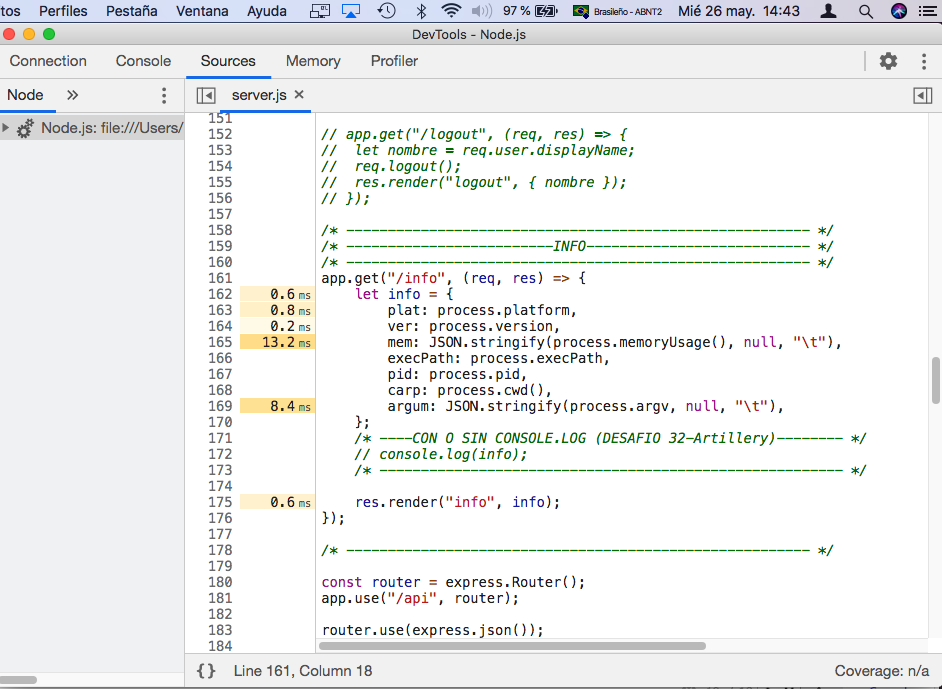 tos Perfiles Pestaña Ventana Ayuda 97 % Brasileño - ABNT2 Mié 26 may. 14:43
DevTools - Node.js
Connection Console Sources Memory Profiler
Node » server.js ×
Node.js: file:///Users/
151
152 // app.get("/logout", (req, res) => {
153 //  let nombre = req.user.displayName;
154 //  req.logout();
155 //  res.render("logout", { nombre });
156 // });
157
158 /* -------------------------------------------------------- */
159 /* -------------------------INFO--------------------------- */
160 /* -------------------------------------------------------- */
161 app.get("/info", (req, res) => {
162 0.6 ms let info = {
163 0.8 ms plat: process.platform,
164 0.2 ms ver: process.version,
165 13.2 ms mem: JSON.stringify(process.memoryUsage(), null, "\t"),
166 execPath: process.execPath,
167 pid: process.pid,
168 carp: process.cwd(),
169 8.4 ms argum: JSON.stringify(process.argv, null, "\t"),
170 };
171 /* ----CON O SIN CONSOLE.LOG (DESAFIO 32-Artillery)-------- */
172 // console.log(info);
173 /* -------------------------------------------------------- */
174
175 0.6 ms res.render("info", info);
176 });
177
178 /* -------------------------------------------------------- */
179
180 const router = express.Router();
181 app.use("/api", router);
182
183 router.use(express.json());
184
{} Line 161, Column 18 Coverage: n/a